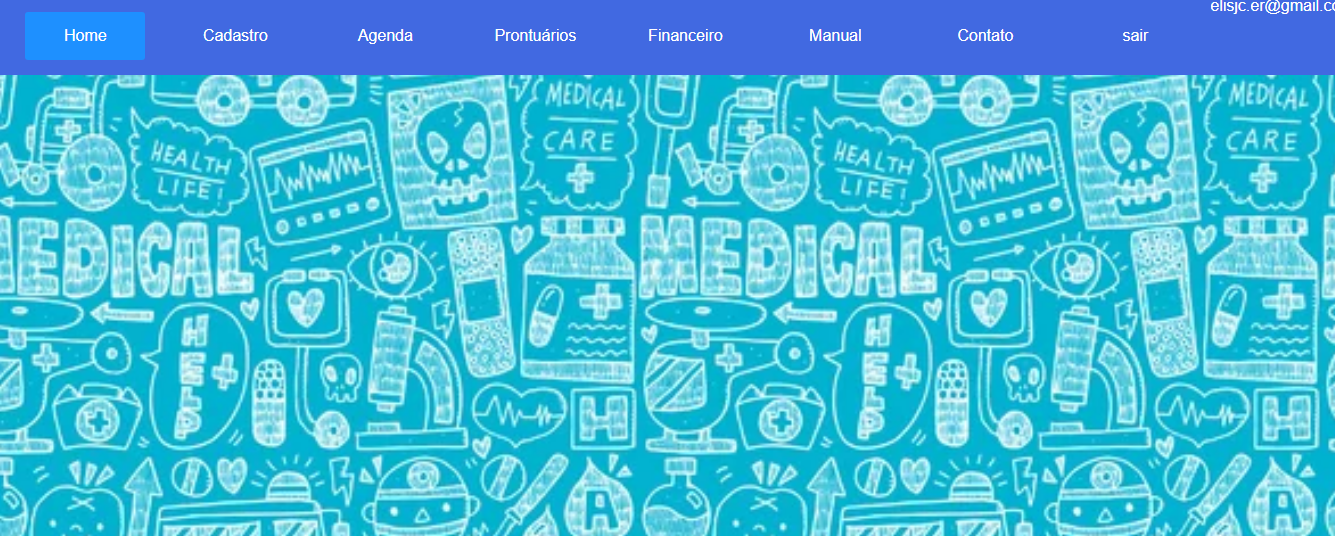 elisjc.er@gmail.co
Home Cadastro Agenda Prontuários Financeiro Manual Contato sair
MEDICAL
CARE
MEDICAL
CARE
HEALTH
LIFE!
HEALTH
LIFE!
MEDICAL
MEDICAL
HELP
HELP
H
H
A
A